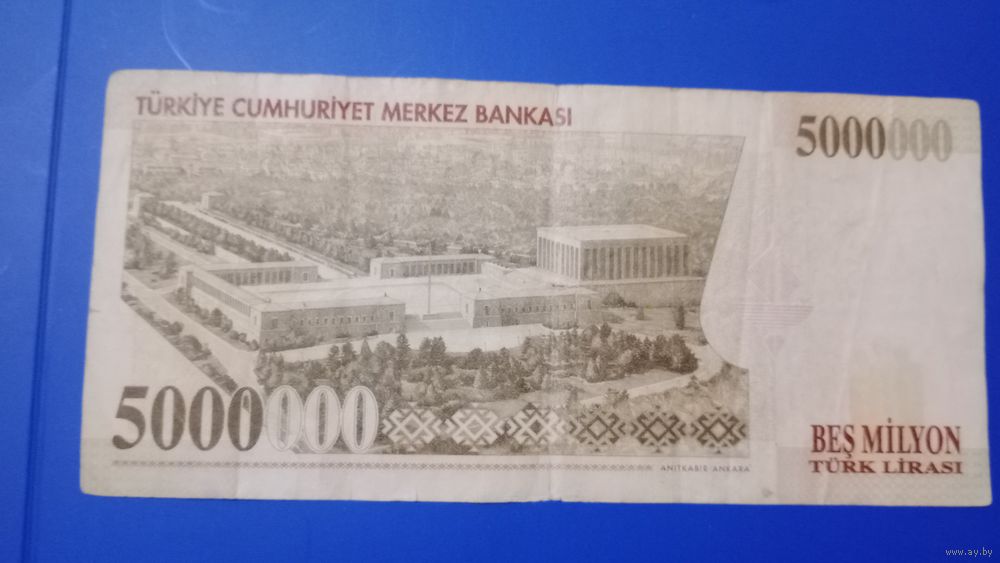 TÜRKİYE CUMHURİYET MERKEZ BANKASI
5000000
5000000
ANITKABİR ANKARA
BEŞ MİLYON
TÜRK LİRASI
www.ay.by